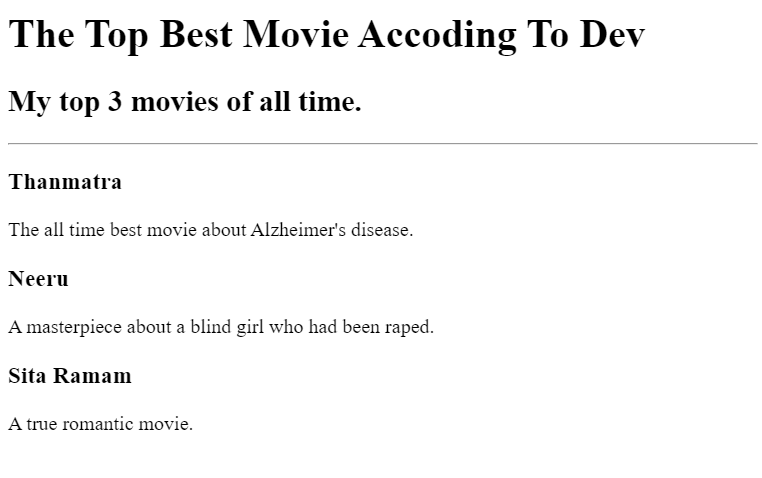 The Top Best Movie Accoding To Dev
My top 3 movies of all time.
Thanmatra
The all time best movie about Alzheimer's disease.
Neeru
A masterpiece about a blind girl who had been raped.
Sita Ramam
A true romantic movie.